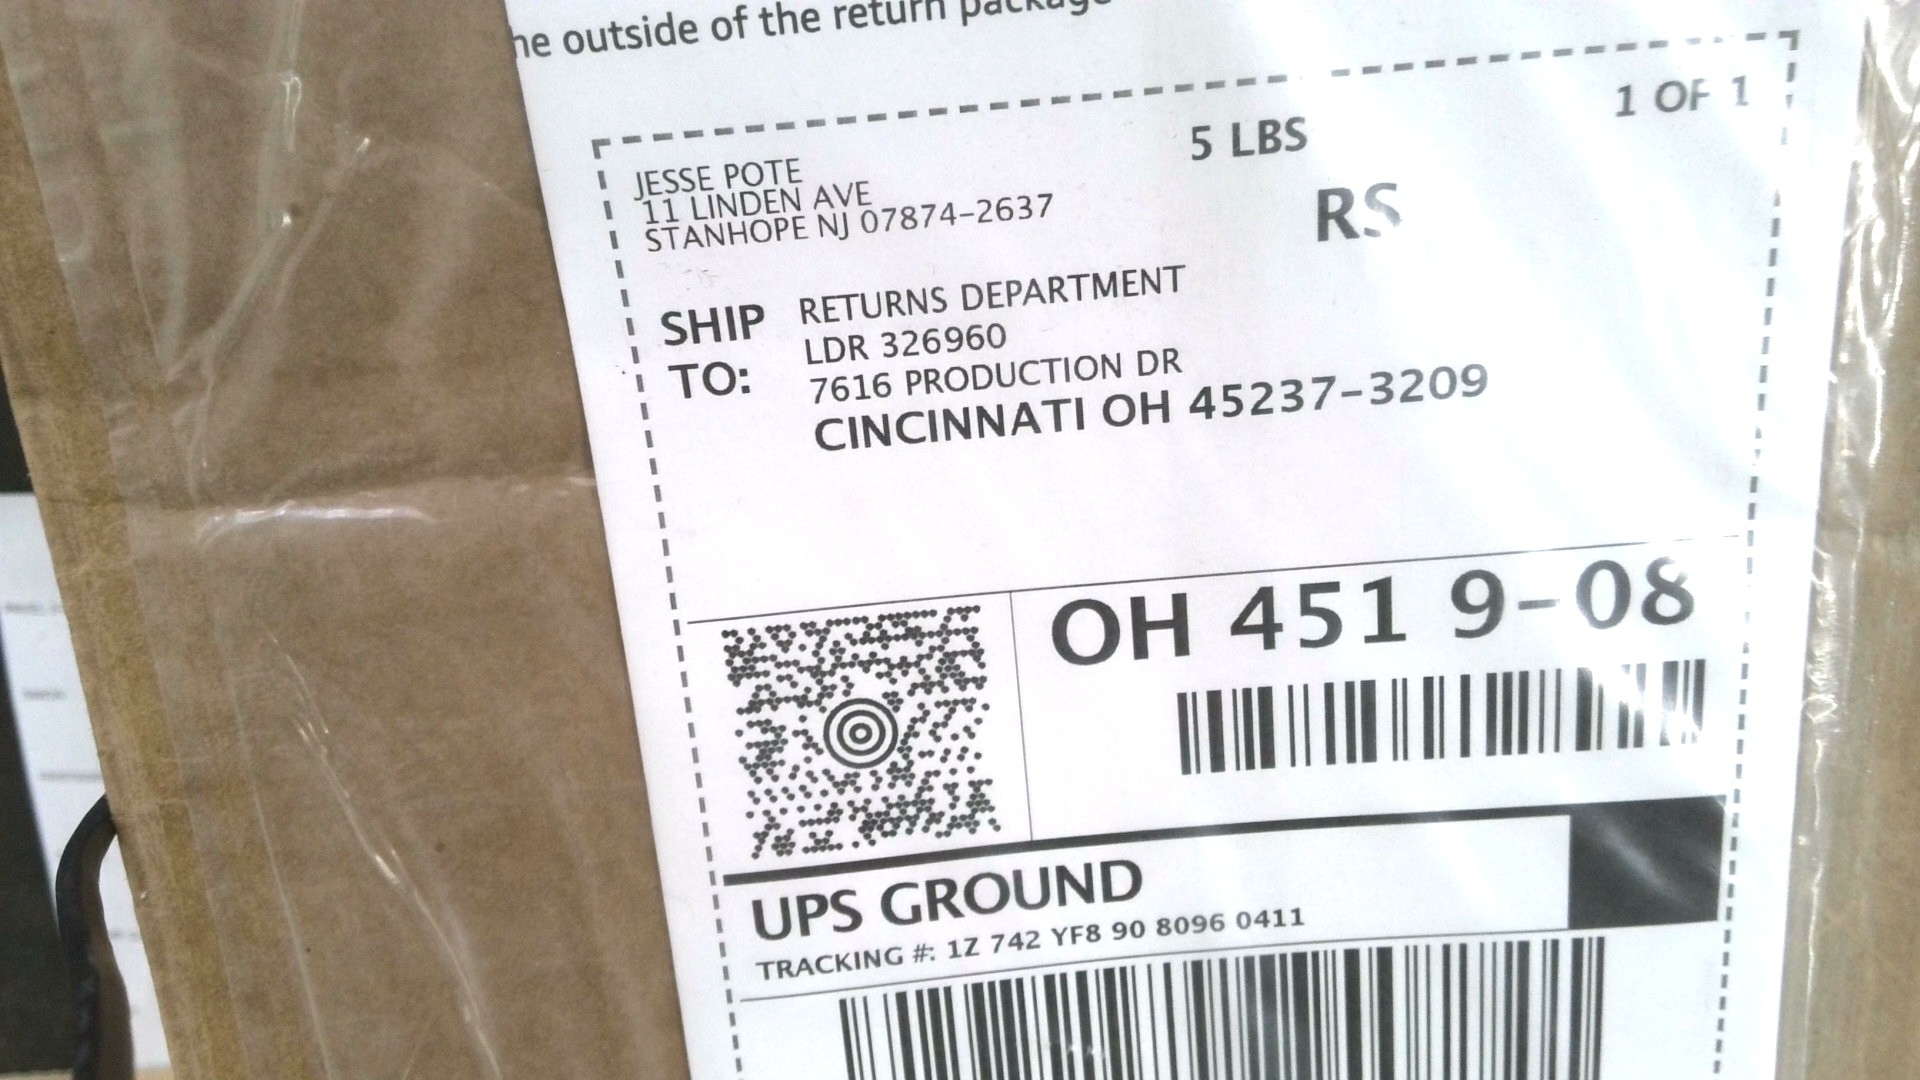 he outside of the return package
1 OF 1
5 LBS
RS
JESSE POTE
11 LINDEN AVE
STANHOPE NJ 07874-2637
SHIP TO:
RETURNS DEPARTMENT
LDR 326960
7616 PRODUCTION DR
CINCINNATI OH 45237-3209
OH 451 9-08
UPS GROUND
TRACKING #: 1Z 742 YF8 90 8096 0411